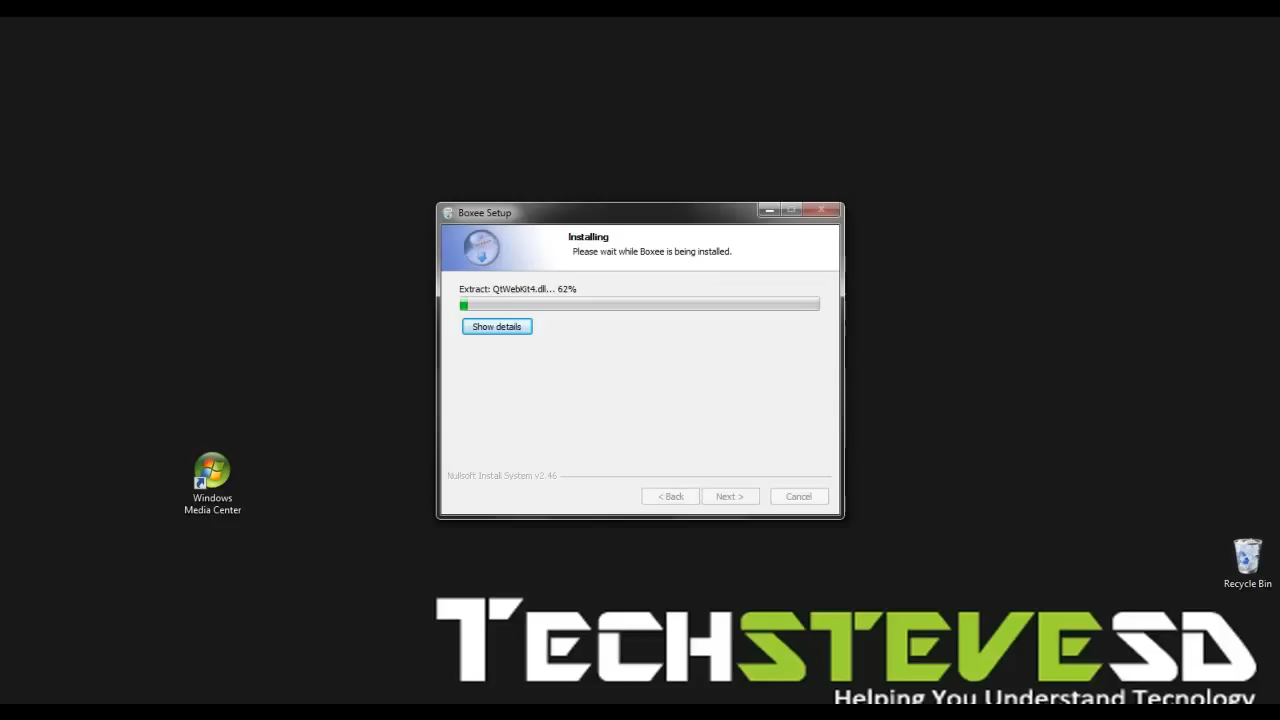 Boxee Setup
Installing
Please wait while Boxee is being installed.
Extract: QtWebKit4.dll... 62%
Show details
Nullsoft Install System v2.46
< Back
Next >
Cancel
Windows
Media Center
Recycle Bin
TECHSTEVESD
Helping You Understand Tecnology